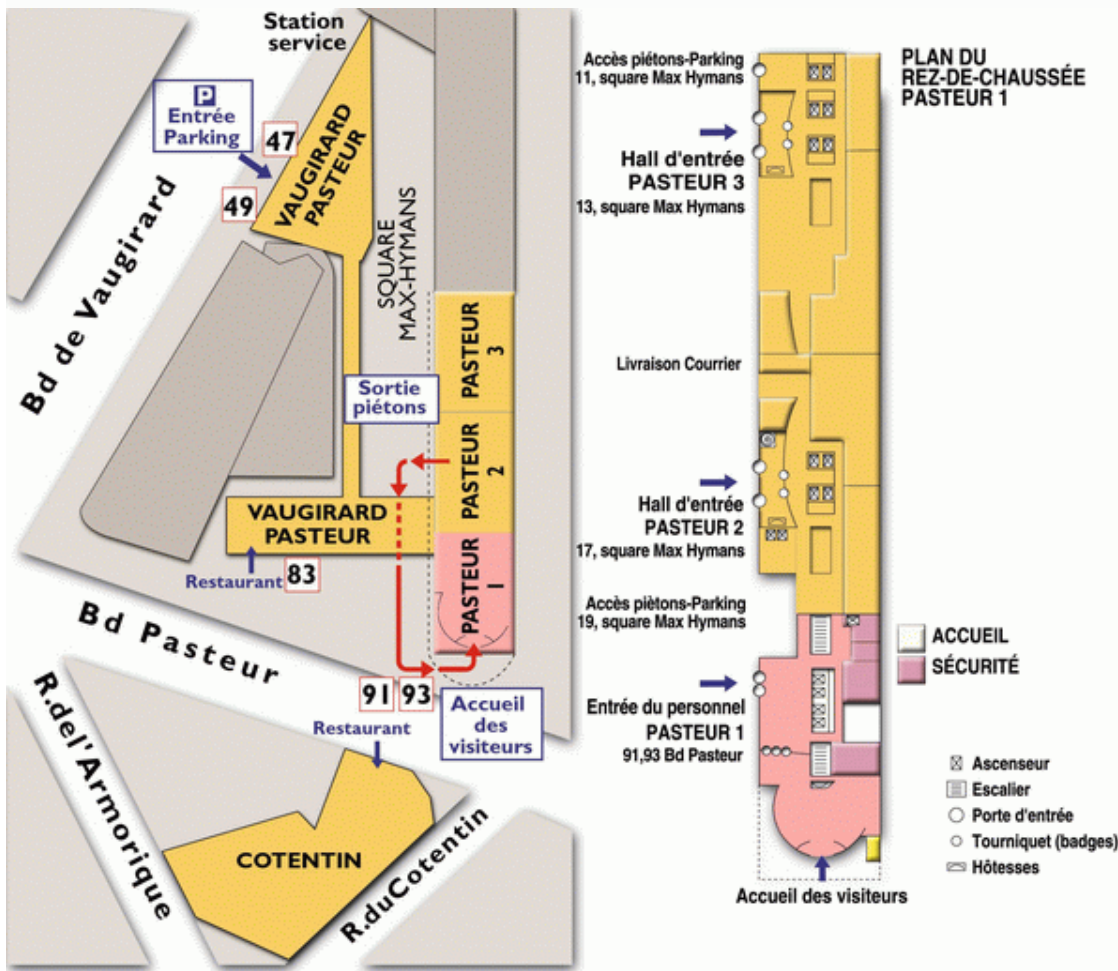 Station
service
P
Entrée
Parking
47
49
VAUGIRARD
PASTEUR
Bd de Vaugirard
SQUARE
MAX-HYMANS
PASTEUR
3
Sortie
piétons
PASTEUR
2
VAUGIRARD
PASTEUR
PASTEUR
1
Restaurant
83
Bd Pasteur
91
93
Accueil
des
visiteurs
Restaurant
R.del'Armorique
COTENTIN
R.duCotentin
PLAN DU
REZ-DE-CHAUSSÉE
PASTEUR 1
Accès piétons-Parking
11, square Max Hymans
Hall d'entrée
PASTEUR 3
13, square Max Hymans
Livraison Courrier
Hall d'entrée
PASTEUR 2
17, square Max Hymans
Accès piètons-Parking
19, square Max Hymans
ACCUEIL
SÉCURITÉ
Entrée du personnel
PASTEUR 1
91,93 Bd Pasteur
Ascenseur
Escalier
Porte d'entrée
Tourniquet (badges)
Hôtesses
Accueil des visiteurs